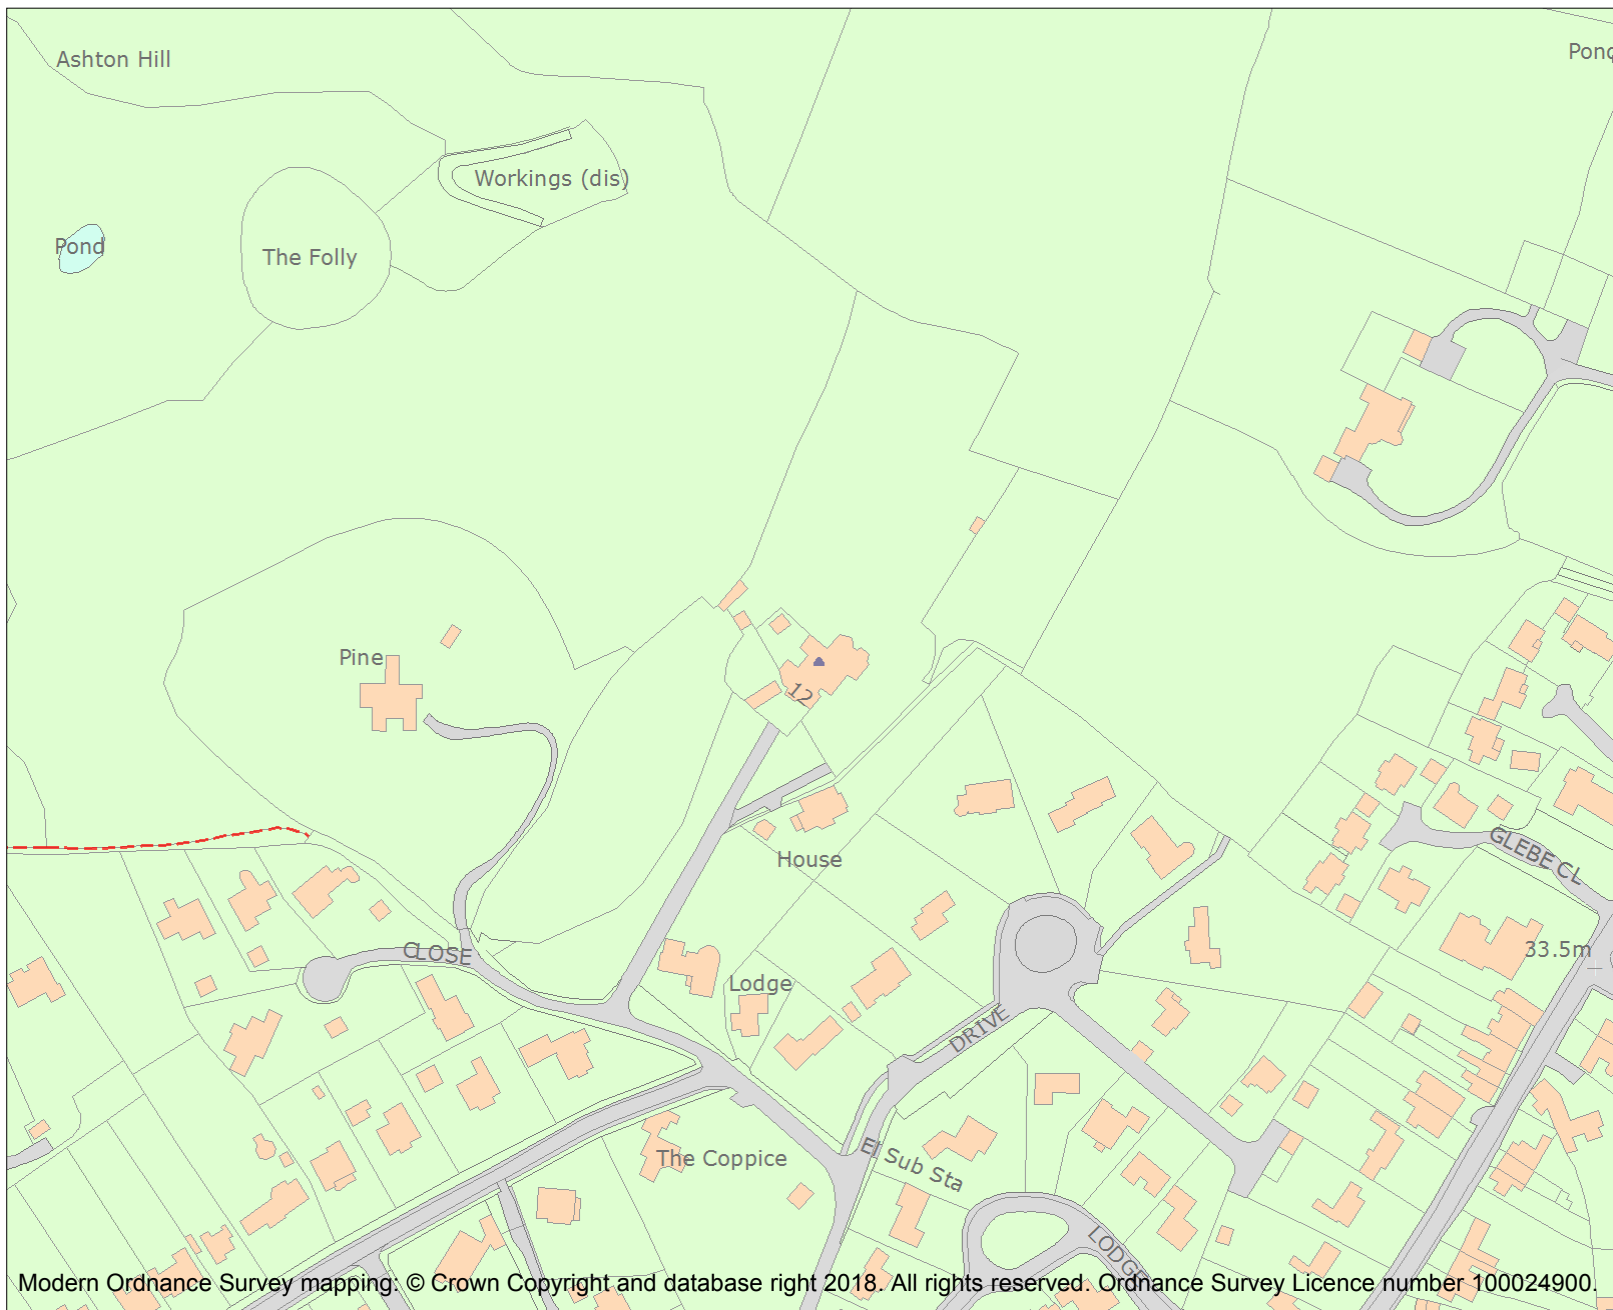 Ashton Hill
Workings (dis)
Pond
The Folly
Pine
12
House
GLEBE CL
33.5m
CLOSE
Lodge
DRIVE
El Sub Sta
The Coppice
Modern Ordnance Survey mapping: © Crown Copyright and database right 2018. All rights reserved. Ordnance Survey Licence number 100024900.